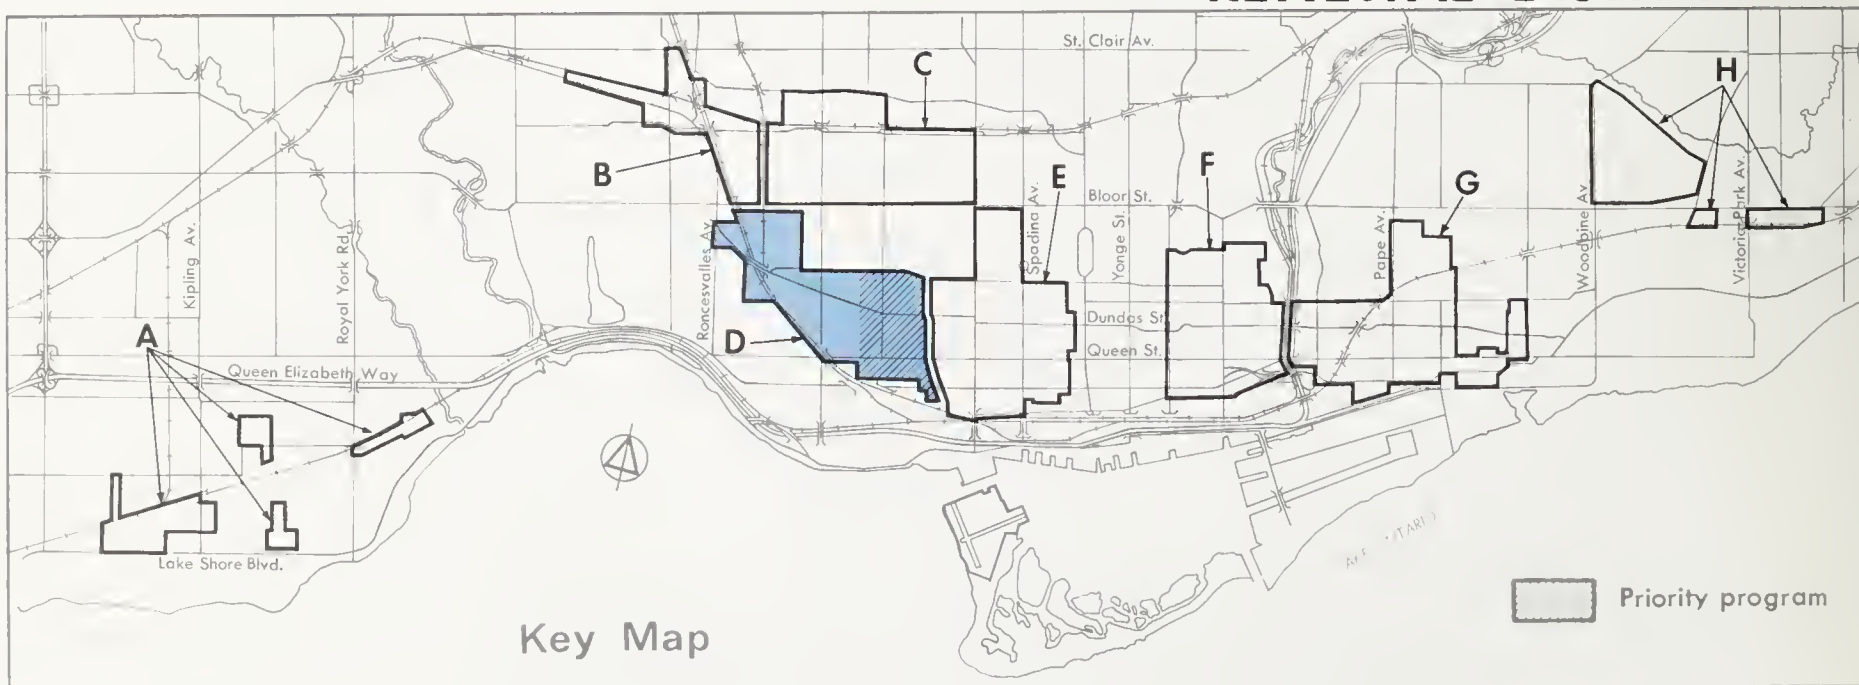 St. Clair Av.
C
H
B
E
F
G
Bloor St.
Spadina Av.
Yonge St.
Pape Av.
Woodbine Av
Victoria Park Av.
Kipling Av.
Royal York Rd.
Roncesvalles Av.
Dundas St.
Queen St.
D
A
Queen Elizabeth Way
Lake Shore Blvd.
Key Map
Priority program